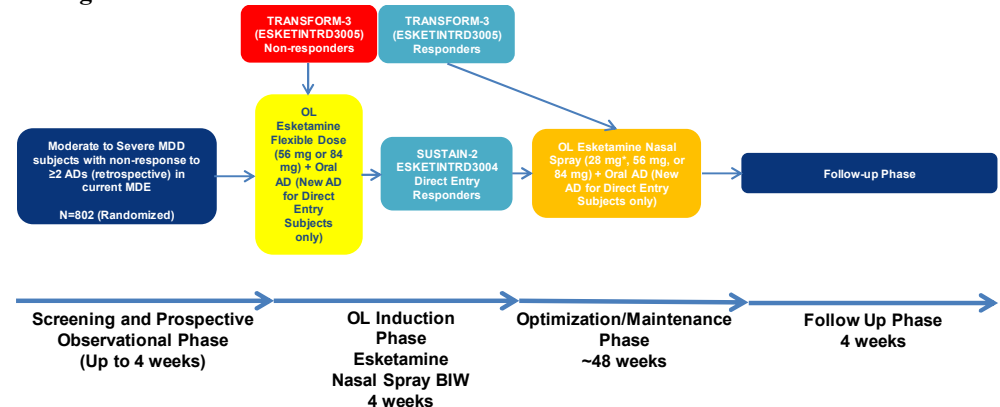 TRANSFORM-3
(ESKETINTRD3005)
Non-responders
TRANSFORM-3
(ESKETINTRD3005)
Responders
Moderate to Severe MDD
subjects with non-response to
≥2 ADs (retrospective) in
current MDE
N=802 (Randomized)
OL
Esketamine
Flexible Dose
(56 mg or 84
mg) + Oral
AD (New AD
for Direct
Entry
Subjects
only)
SUSTAIN-2
ESKETINTRD3004
Direct Entry
Responders
OL Esketamine Nasal
Spray (28 mg*, 56 mg, or
84 mg) + Oral AD (New
AD for Direct Entry
Subjects only)
Follow-up Phase
Screening and Prospective
Observational Phase
(Up to 4 weeks)
OL Induction
Phase
Esketamine
Nasal Spray BIW
4 weeks
Optimization/Maintenance
Phase
~48 weeks
Follow Up Phase
4 weeks